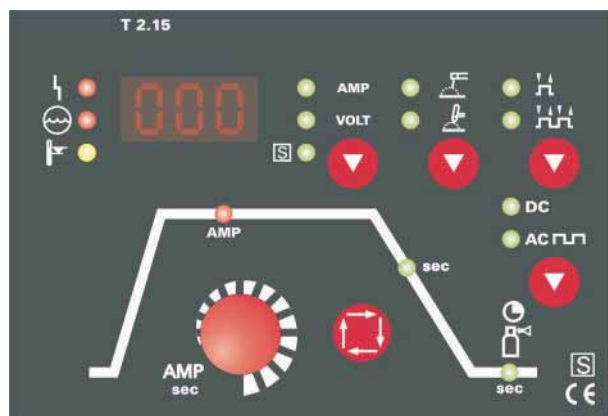 T 2.15
000
AMP
VOLT
S
DC
AC
AMP
sec
AMP
sec
sec
S
CE